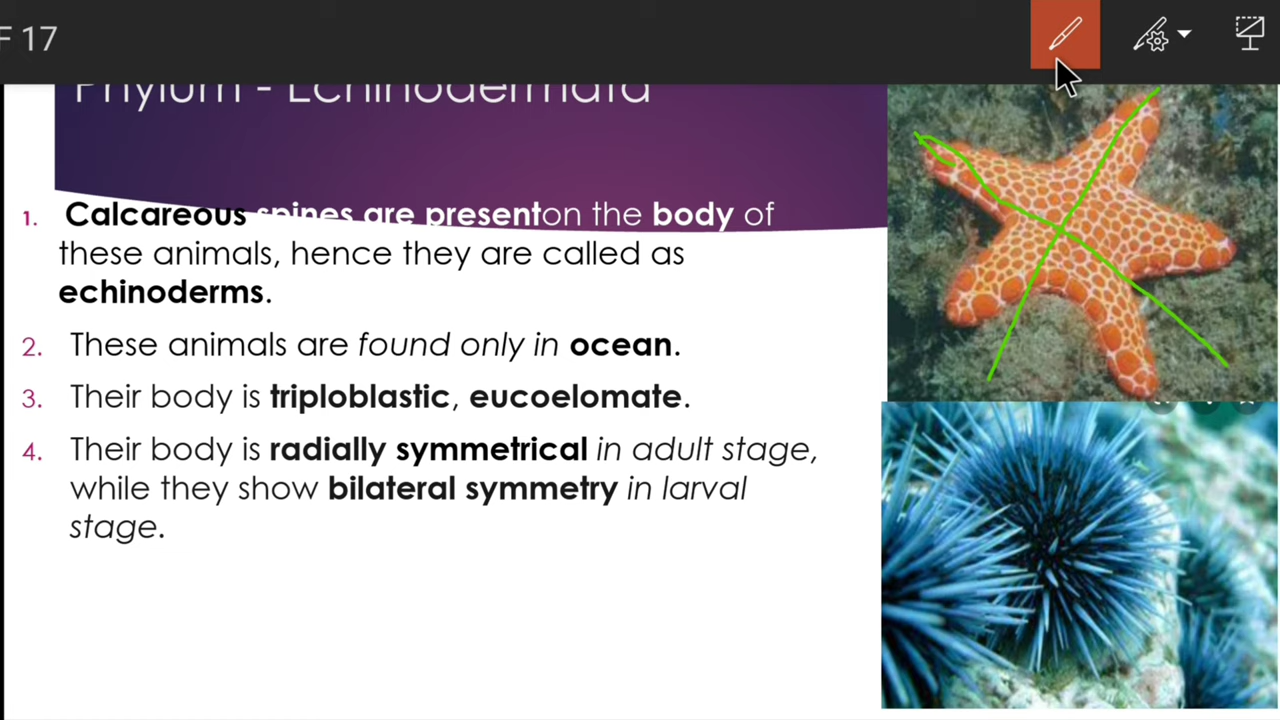 F 17
Phylum - Echinodermata
1. Calcareous spines are presenton the body of
these animals, hence they are called as
echinoderms.
2. These animals are found only in ocean.
3. Their body is triploblastic, eucoelomate.
4. Their body is radially symmetrical in adult stage,
while they show bilateral symmetry in larval
stage.